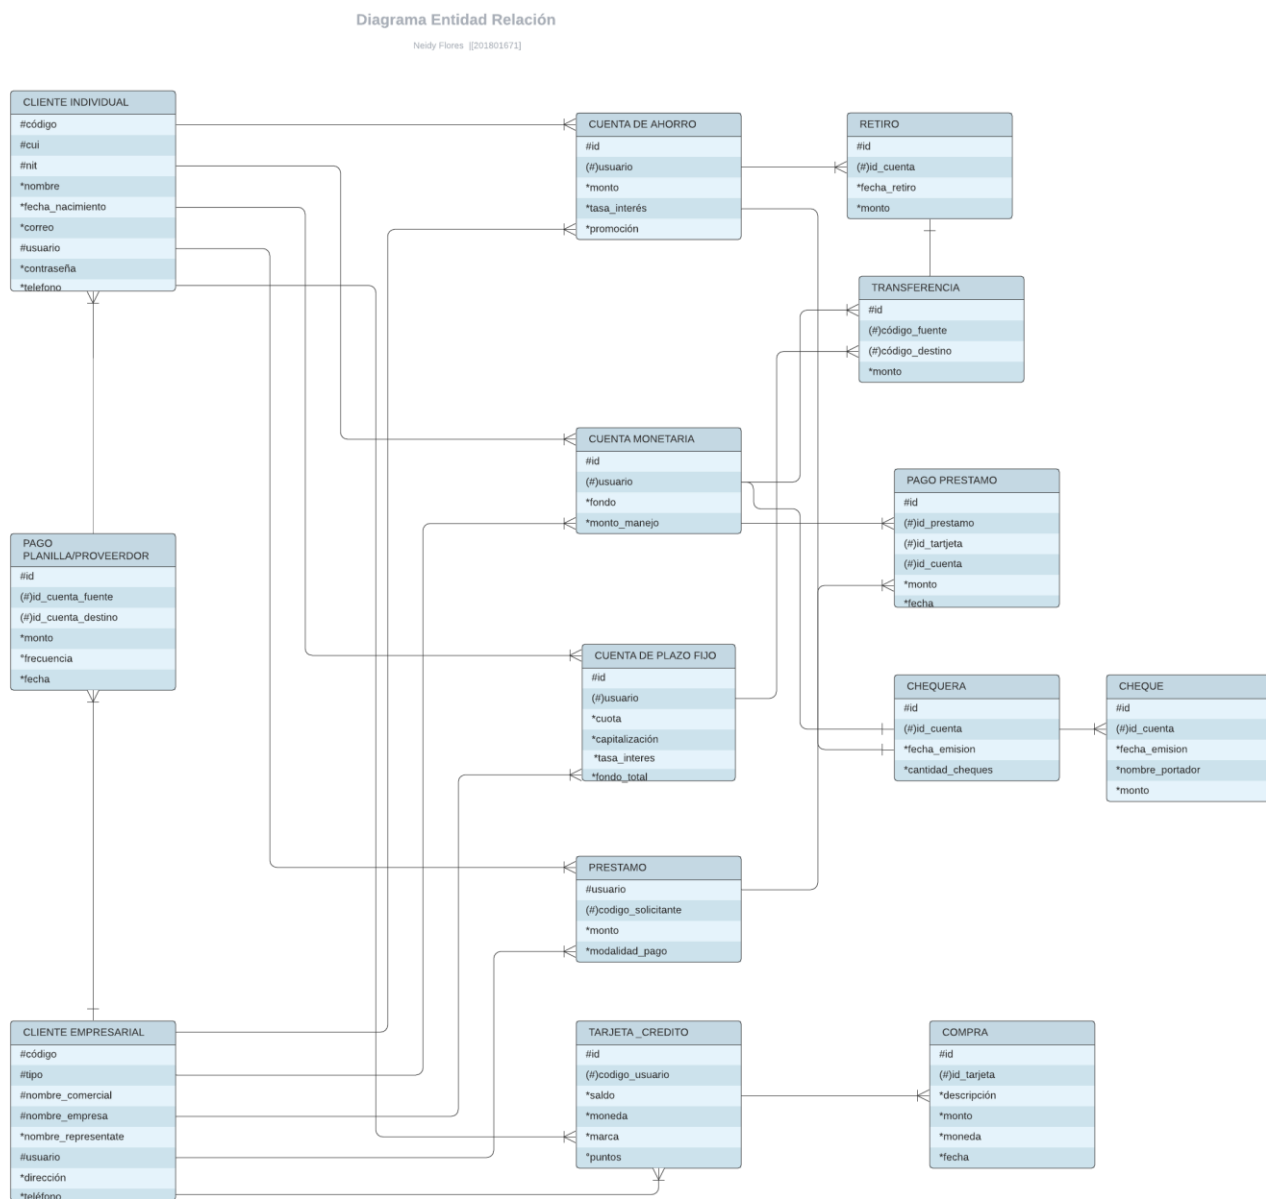 Diagrama Entidad Relación
Neidy Flores  |[201801671]
CLIENTE INDIVIDUAL
#código
#cui
#nit
*nombre
*fecha_nacimiento
*correo
#usuario
*contraseña
*telefono
CUENTA DE AHORRO
#id
(#)usuario
*monto
*tasa_interés
*promoción
RETIRO
#id
(#)id_cuenta
*fecha_retiro
*monto
TRANSFERENCIA
#id
(#)código_fuente
(#)código_destino
*monto
CUENTA MONETARIA
#id
(#)usuario
*fondo
*monto_manejo
PAGO PRESTAMO
#id
(#)id_prestamo
(#)id_tartjeta
(#)id_cuenta
*monto
*fecha
PAGO
PLANILLA/PROVEERDOR
#id
(#)id_cuenta_fuente
(#)id_cuenta_destino
*monto
*frecuencia
*fecha
CUENTA DE PLAZO FIJO
#id
(#)usuario
*cuota
*capitalización
*tasa_interes
*fondo_total
CHEQUERA
#id
(#)id_cuenta
*fecha_emision
*cantidad_cheques
CHEQUE
#id
(#)id_cuenta
*fecha_emision
*nombre_portador
*monto
PRESTAMO
#usuario
(#)codigo_solicitante
*monto
*modalidad_pago
CLIENTE EMPRESARIAL
#código
#tipo
#nombre_comercial
#nombre_empresa
*nombre_representate
#usuario
*dirección
*teléfono
TARJETA _CREDITO
#id
(#)codigo_usuario
*saldo
*moneda
*marca
*puntos
COMPRA
#id
(#)id_tarjeta
*descripción
*monto
*moneda
*fecha